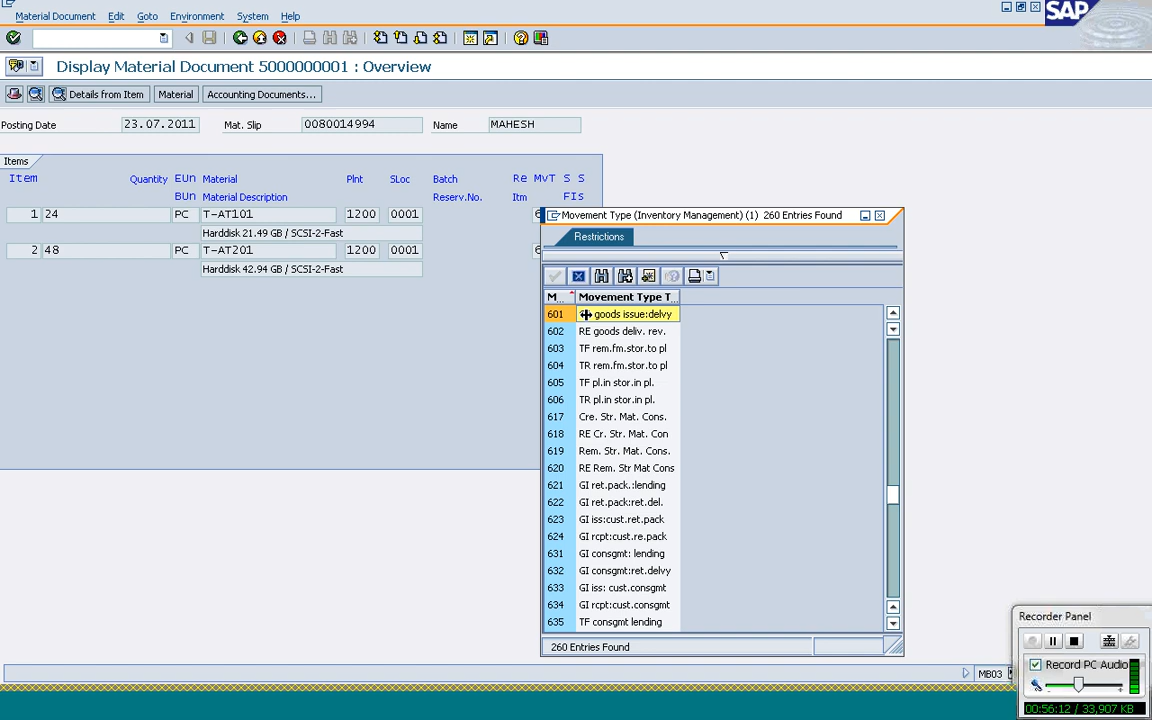 Material Document Edit Goto Environment System Help
SAP
Display Material Document 5000000001 : Overview
Details from Item Material Accounting Documents...
Posting Date 23.07.2011 Mat. Slip 0080014994 Name MAHESH
Items
Item Quantity EUn Material Plnt SLoc Batch Re MvT S S
BUn Material Description Reserv.No. Itm FIs
1 24 PC T-AT101 1200 0001 6
Harddisk 21.49 GB / SCSI-2-Fast
2 48 PC T-AT201 1200 0001 6
Harddisk 42.94 GB / SCSI-2-Fast
Movement Type (Inventory Management) (1) 260 Entries Found
Restrictions
M... Movement Type T...
601 goods issue:delvy
602 RE goods deliv. rev.
603 TF rem.fm.stor.to pl
604 TR rem.fm.stor.to pl
605 TF pl.in stor.in pl.
606 TR pl.in stor.in pl.
617 Cre. Str. Mat. Cons.
618 RE Cr. Str. Mat. Con
619 Rem. Str. Mat. Cons.
620 RE Rem. Str Mat Cons
621 GI ret.pack.:lending
622 GI ret.pack:ret.del.
623 GI iss:cust.ret.pack
624 GI rcpt:cust.re.pack
631 GI consgmt: lending
632 GI consgmt:ret.delvy
633 GI iss: cust.consgmt
634 GI rcpt:cust.consgmt
635 TF consgmt lending
260 Entries Found
MB03
Recorder Panel
Record PC Audio
00:56:12 / 33,907 KB